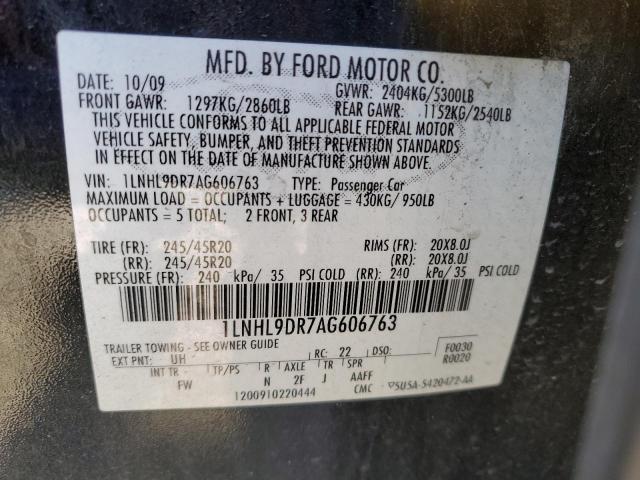 MFD. BY FORD MOTOR CO.
DATE: 10/09 GVWR: 2404KG/5300LB
FRONT GAWR: 1297KG/2860LB REAR GAWR: 1152KG/2540LB
THIS VEHICLE CONFORMS TO ALL APPLICABLE FEDERAL MOTOR
VEHICLE SAFETY, BUMPER, AND THEFT PREVENTION STANDARDS
IN EFFECT ON THE DATE OF MANUFACTURE SHOWN ABOVE.
VIN: 1LNHL9DR7AG606763 TYPE: Passenger Car
MAXIMUM LOAD = OCCUPANTS + LUGGAGE = 430KG/ 950LB
OCCUPANTS = 5 TOTAL; 2 FRONT, 3 REAR
TIRE (FR): 245/45R20 RIMS (FR): 20X8.0J
(RR): 245/45R20 (RR): 20X8.0J
PRESSURE (FR): 240 kPa/ 35 PSI COLD (RR): 240 kPa/ 35 PSI COLD
1LNHL9DR7AG606763
TRAILER TOWING - SEE OWNER GUIDE
EXT PNT: UH RC: 22 DSO: F0030
R0020
INT TR TP/PS R AXLE TR SPR
FW N 2F J AAFF
1200910220444 CMC 5U5A-5420472-AA